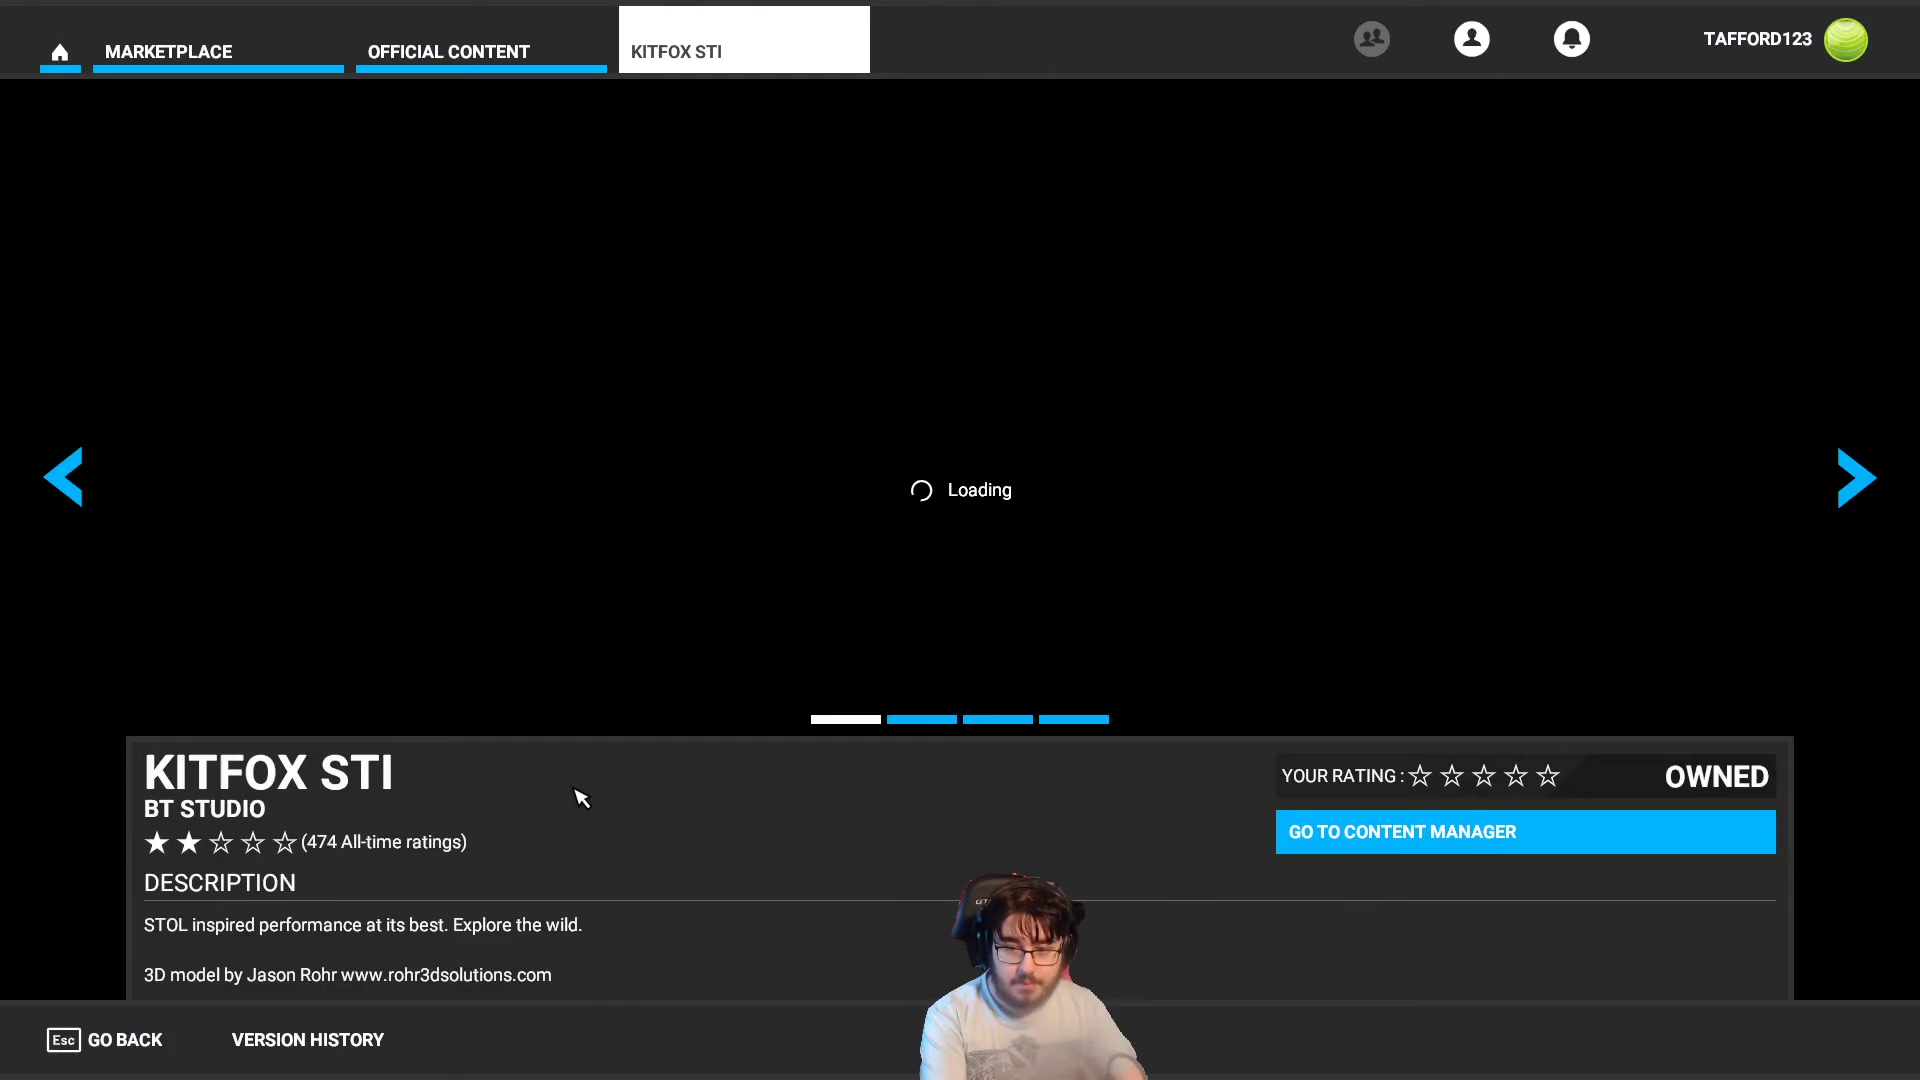 MARKETPLACE
OFFICIAL CONTENT
KITFOX STI
TAFFORD123
Loading
KITFOX STI
BT STUDIO
(474 All-time ratings)
YOUR RATING :
OWNED
GO TO CONTENT MANAGER
DESCRIPTION
STOL inspired performance at its best. Explore the wild.
3D model by Jason Rohr www.rohr3dsolutions.com
Esc GO BACK
VERSION HISTORY